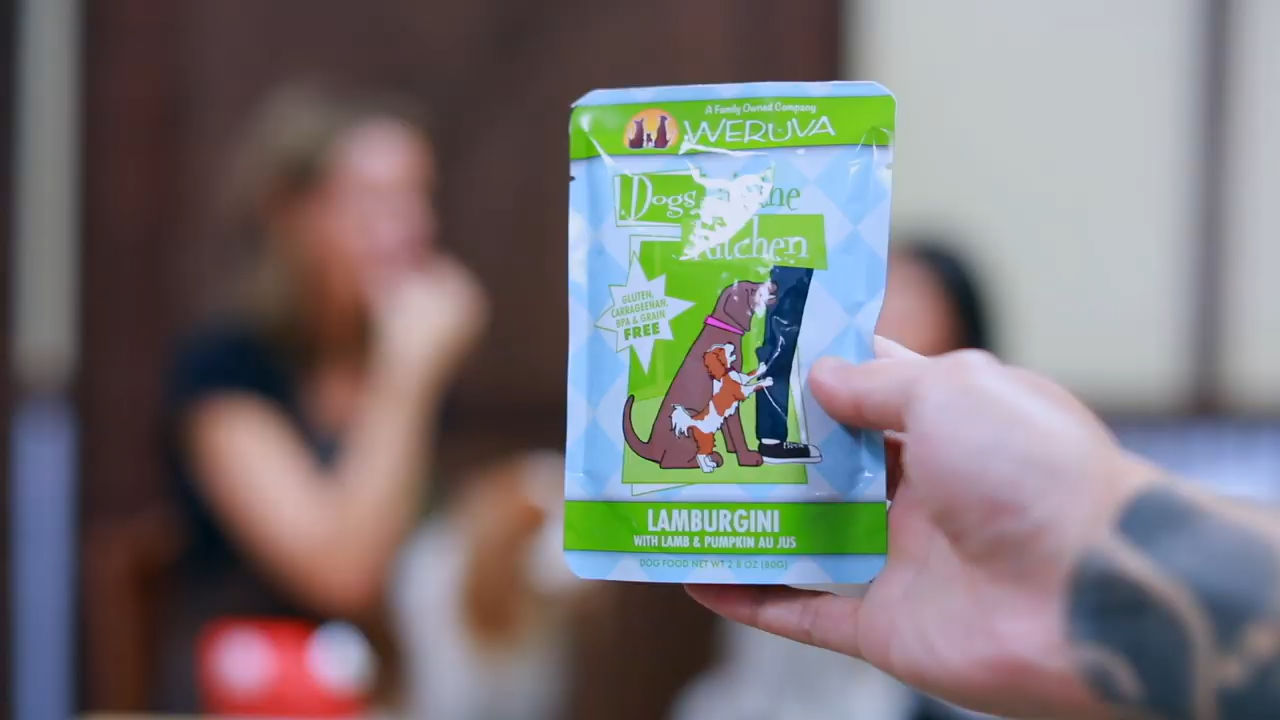 A Family Owned Company
WERUVA
Dogs the
Kitchen
GLUTEN,
CARRAGEENAN,
BPA & GRAIN
FREE
LAMBURGINI
WITH LAMB & PUMPKIN AU JUS
DOG FOOD NET WT 2.8 OZ (80G)